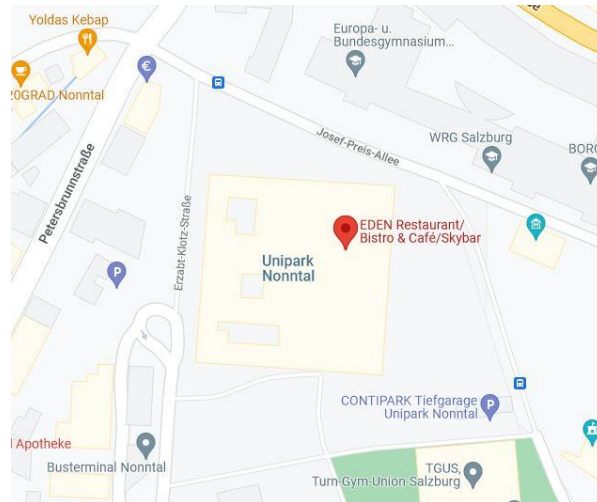 Yoldas Kebap
20GRAD Nonntal
€
Europa- u.
Bundesgymnasium...
Josef-Preis-Allee
WRG Salzburg
BORG
Petersbrunnstraße
Erzabt-Klotz-Straße
EDEN Restaurant/
Bistro & Café/Skybar
Unipark
Nonntal
P
CONTIPARK Tiefgarage
Unipark Nonntal
P
Apotheke
Busterminal Nonntal
TGUS,
Turn-Gym-Union-Salzburg